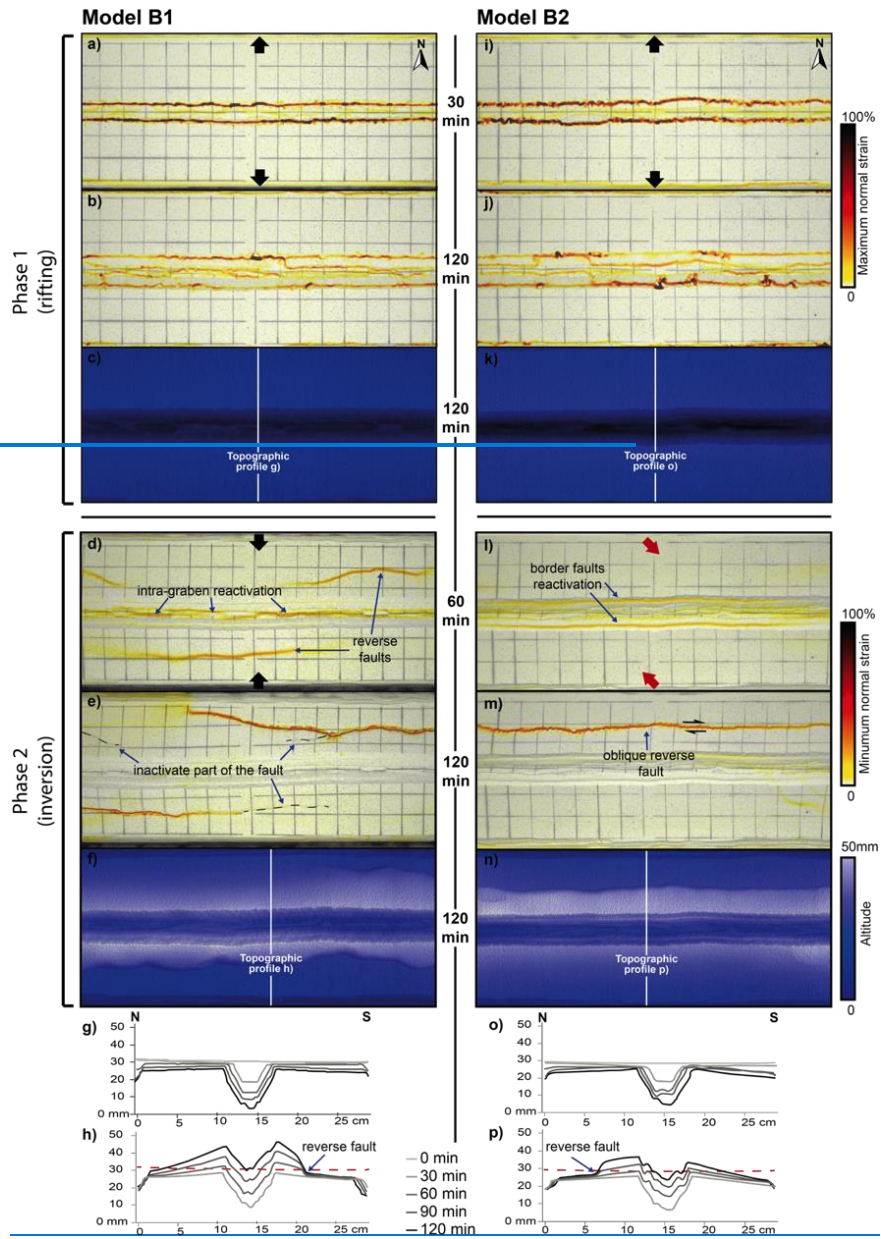 Model B1
Model B2
Phase 1
(rifting)
a)
N
30
min
i)
N
100%
Maximum normal strain
0
b)
120
min
j)
c)
120
min
k)
Topographic
profile g)
Topographic
profile o)
Phase 2
(inversion)
d)
intra-graben reactivation
reverse
faults
60
min
l)
border faults
reactivation
100%
Minumum normal strain
0
e)
inactivate part of the fault
120
min
m)
oblique reverse
fault
f)
120
min
n)
Topographic
profile h)
Topographic
profile p)
50mm
Altitude
0
g)
N
S
50
40
30
20
10
0 mm
0
5
10
15
20
25 cm
o)
N
S
50
40
30
20
10
0 mm
0
5
10
15
20
25 cm
h)
50
40
30
20
10
0 mm
reverse fault
0
5
10
15
20
25 cm
0 min
30 min
60 min
90 min
120 min
p)
50
40
30
20
10
0 mm
reverse fault
0
5
10
15
20
25 cm